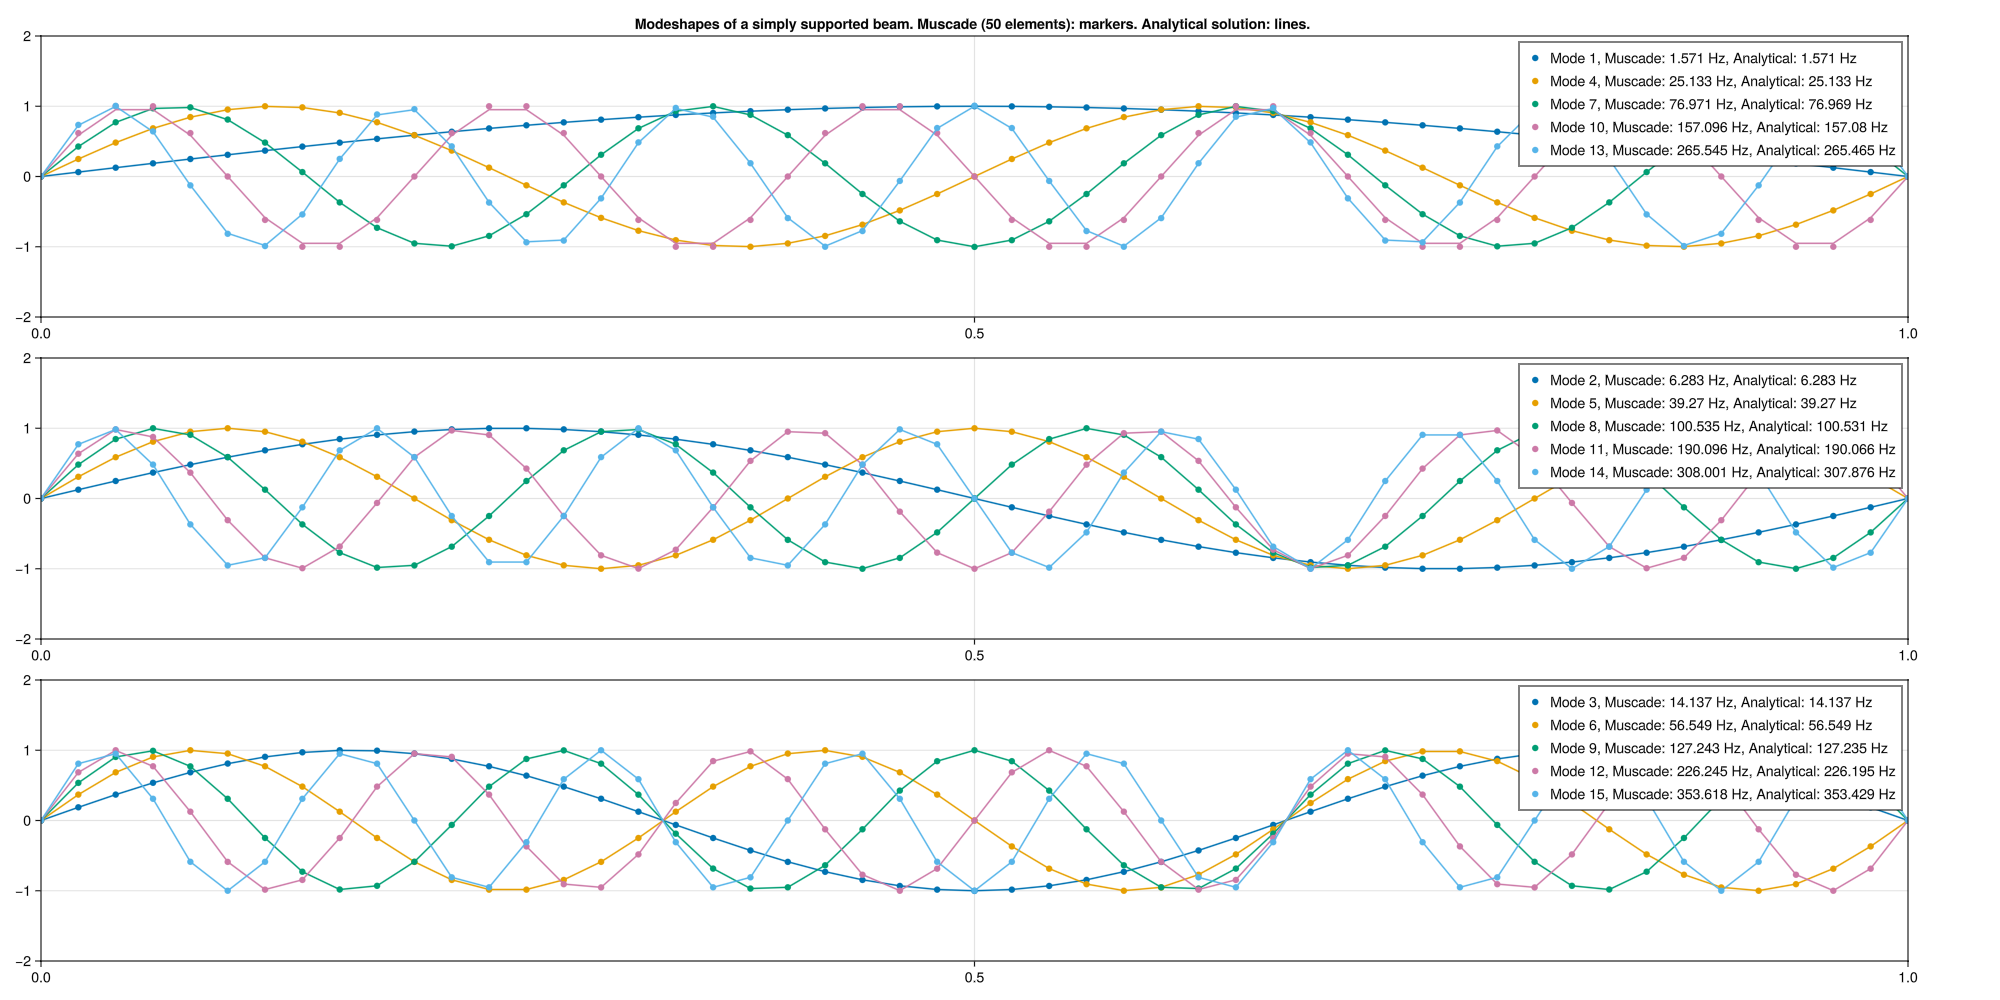 Modeshapes of a simply supported beam. Muscade (50 elements): markers. Analytical solution: lines.
2
1
0
−1
−2
0.0
0.5
1.0
Mode 1, Muscade: 1.571 Hz, Analytical: 1.571 Hz
Mode 4, Muscade: 25.133 Hz, Analytical: 25.133 Hz
Mode 7, Muscade: 76.971 Hz, Analytical: 76.969 Hz
Mode 10, Muscade: 157.096 Hz, Analytical: 157.08 Hz
Mode 13, Muscade: 265.545 Hz, Analytical: 265.465 Hz
2
1
0
−1
−2
0.0
0.5
1.0
Mode 2, Muscade: 6.283 Hz, Analytical: 6.283 Hz
Mode 5, Muscade: 39.27 Hz, Analytical: 39.27 Hz
Mode 8, Muscade: 100.535 Hz, Analytical: 100.531 Hz
Mode 11, Muscade: 190.096 Hz, Analytical: 190.066 Hz
Mode 14, Muscade: 308.001 Hz, Analytical: 307.876 Hz
2
1
0
−1
−2
0.0
0.5
1.0
Mode 3, Muscade: 14.137 Hz, Analytical: 14.137 Hz
Mode 6, Muscade: 56.549 Hz, Analytical: 56.549 Hz
Mode 9, Muscade: 127.243 Hz, Analytical: 127.235 Hz
Mode 12, Muscade: 226.245 Hz, Analytical: 226.195 Hz
Mode 15, Muscade: 353.618 Hz, Analytical: 353.429 Hz